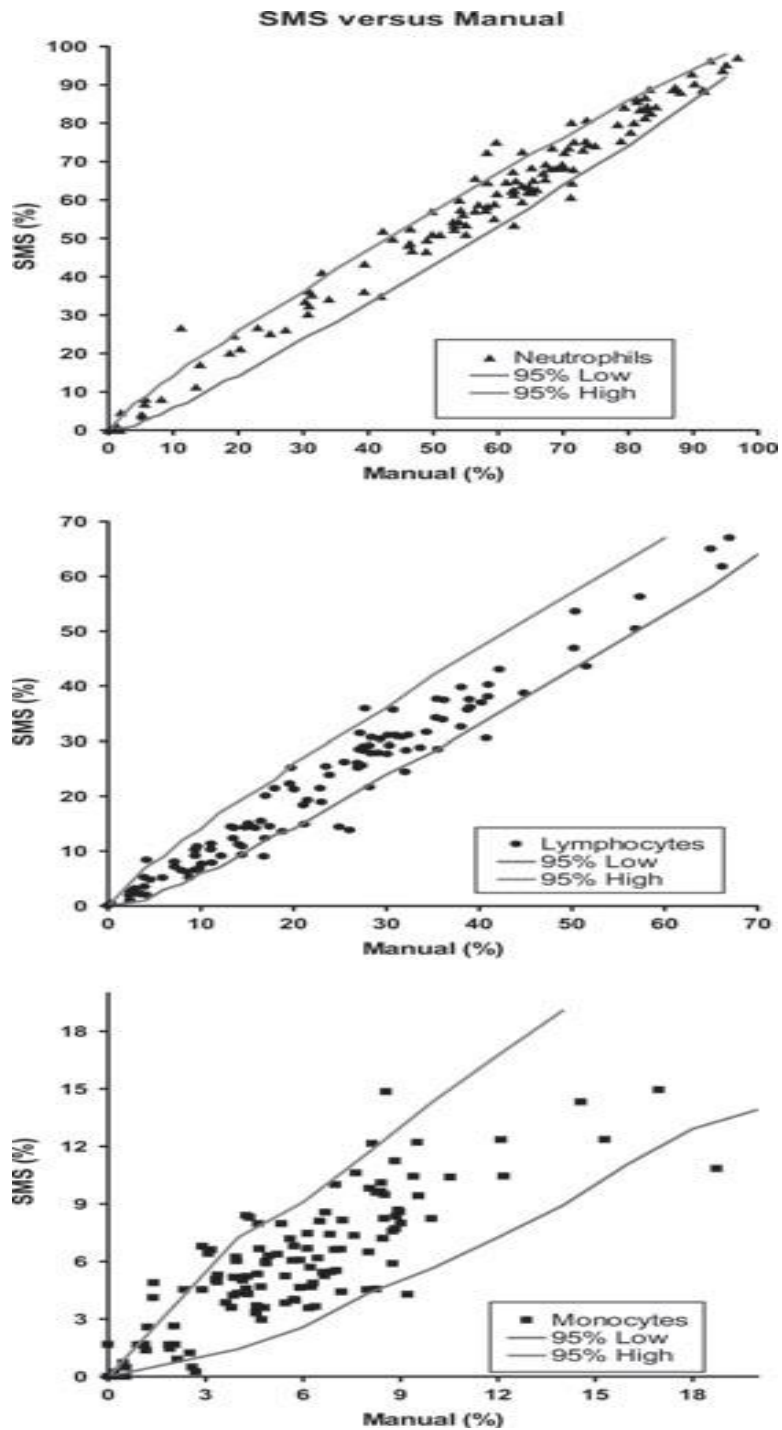 SMS versus Manual
100
90
80
70
60
50
40
30
20
10
0
SMS (%)
0 10 20 30 40 50 60 70 80 90 100
Manual (%)
Neutrophils
95% Low
95% High
70
60
50
40
30
20
10
0
SMS (%)
0 10 20 30 40 50 60 70
Manual (%)
Lymphocytes
95% Low
95% High
18
15
12
9
6
3
0
SMS (%)
0 3 6 9 12 15 18
Manual (%)
Monocytes
95% Low
95% High